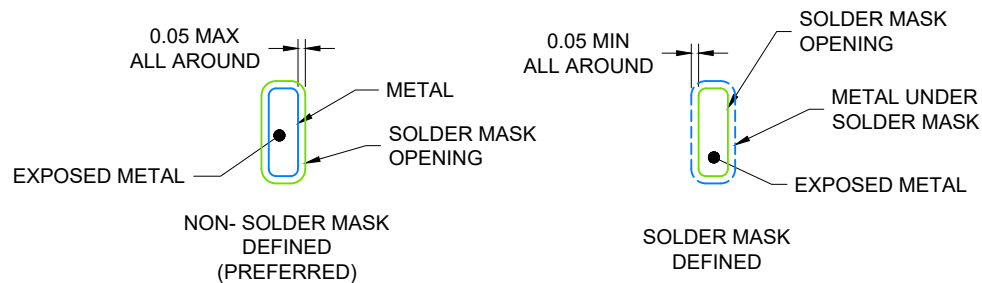 0.05 MAX
ALL AROUND
METAL
SOLDER MASK
OPENING
EXPOSED METAL
NON- SOLDER MASK
DEFINED
(PREFERRED)
0.05 MIN
ALL AROUND
SOLDER MASK
OPENING
METAL UNDER
SOLDER MASK
EXPOSED METAL
SOLDER MASK
DEFINED